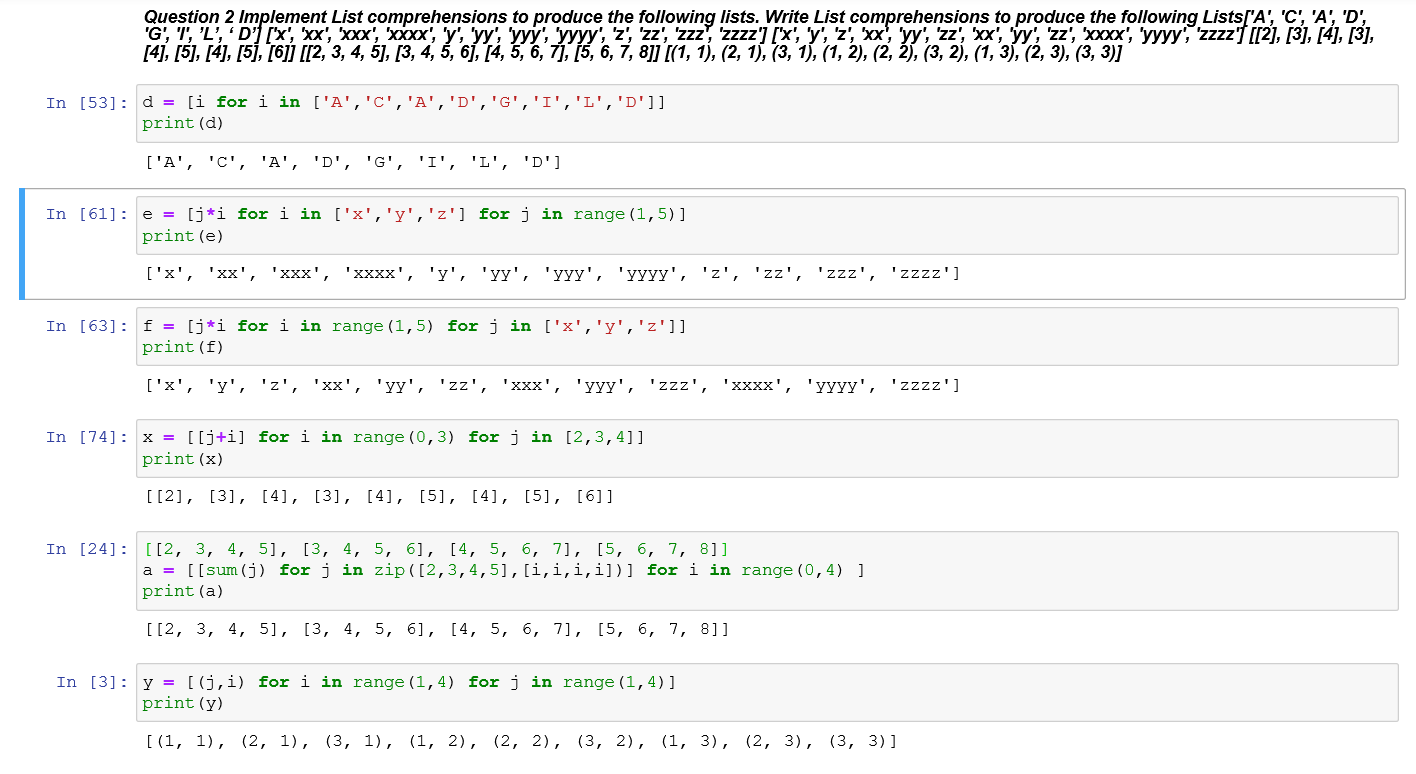 Question 2 Implement List comprehensions to produce the following lists. Write List comprehensions to produce the following Lists['A', 'C', 'A', 'D',
'G', 'I', 'L', ' D'] ['x', 'xx', 'xxx', 'xxxx', 'y', 'yy', 'yyy', 'yyyy', 'z', 'zz', 'zzz', 'zzzz'] ['x', 'y', 'z', 'xx', 'yy', 'zz', 'xx', 'yy', 'zz', 'xxxx', 'yyyy', 'zzzz'] [[2], [3], [4], [3],
[4], [5], [4], [5], [6]] [[2, 3, 4, 5], [3, 4, 5, 6], [4, 5, 6, 7], [5, 6, 7, 8]] [(1, 1), (2, 1), (3, 1), (1, 2), (2, 2), (3, 2), (1, 3), (2, 3), (3, 3)]
In [53]: d = [i for i in ['A','C','A','D','G','I','L','D']]
print(d)
['A', 'C', 'A', 'D', 'G', 'I', 'L', 'D']
In [61]: e = [j*i for i in ['x','y','z'] for j in range(1,5)]
print(e)
['x', 'xx', 'xxx', 'xxxx', 'y', 'yy', 'yyy', 'yyyy', 'z', 'zz', 'zzz', 'zzzz']
In [63]: f = [j*i for i in range(1,5) for j in ['x','y','z']]
print(f)
['x', 'y', 'z', 'xx', 'yy', 'zz', 'xxx', 'yyy', 'zzz', 'xxxx', 'yyyy', 'zzzz']
In [74]: x = [[j+i] for i in range(0,3) for j in [2,3,4]]
print(x)
[[2], [3], [4], [3], [4], [5], [4], [5], [6]]
In [24]: [[2, 3, 4, 5], [3, 4, 5, 6], [4, 5, 6, 7], [5, 6, 7, 8]]
a = [[sum(j) for j in zip([2,3,4,5],[i,i,i,i])] for i in range(0,4) ]
print(a)
[[2, 3, 4, 5], [3, 4, 5, 6], [4, 5, 6, 7], [5, 6, 7, 8]]
In [3]: y = [(j,i) for i in range(1,4) for j in range(1,4)]
print(y)
[(1, 1), (2, 1), (3, 1), (1, 2), (2, 2), (3, 2), (1, 3), (2, 3), (3, 3)]